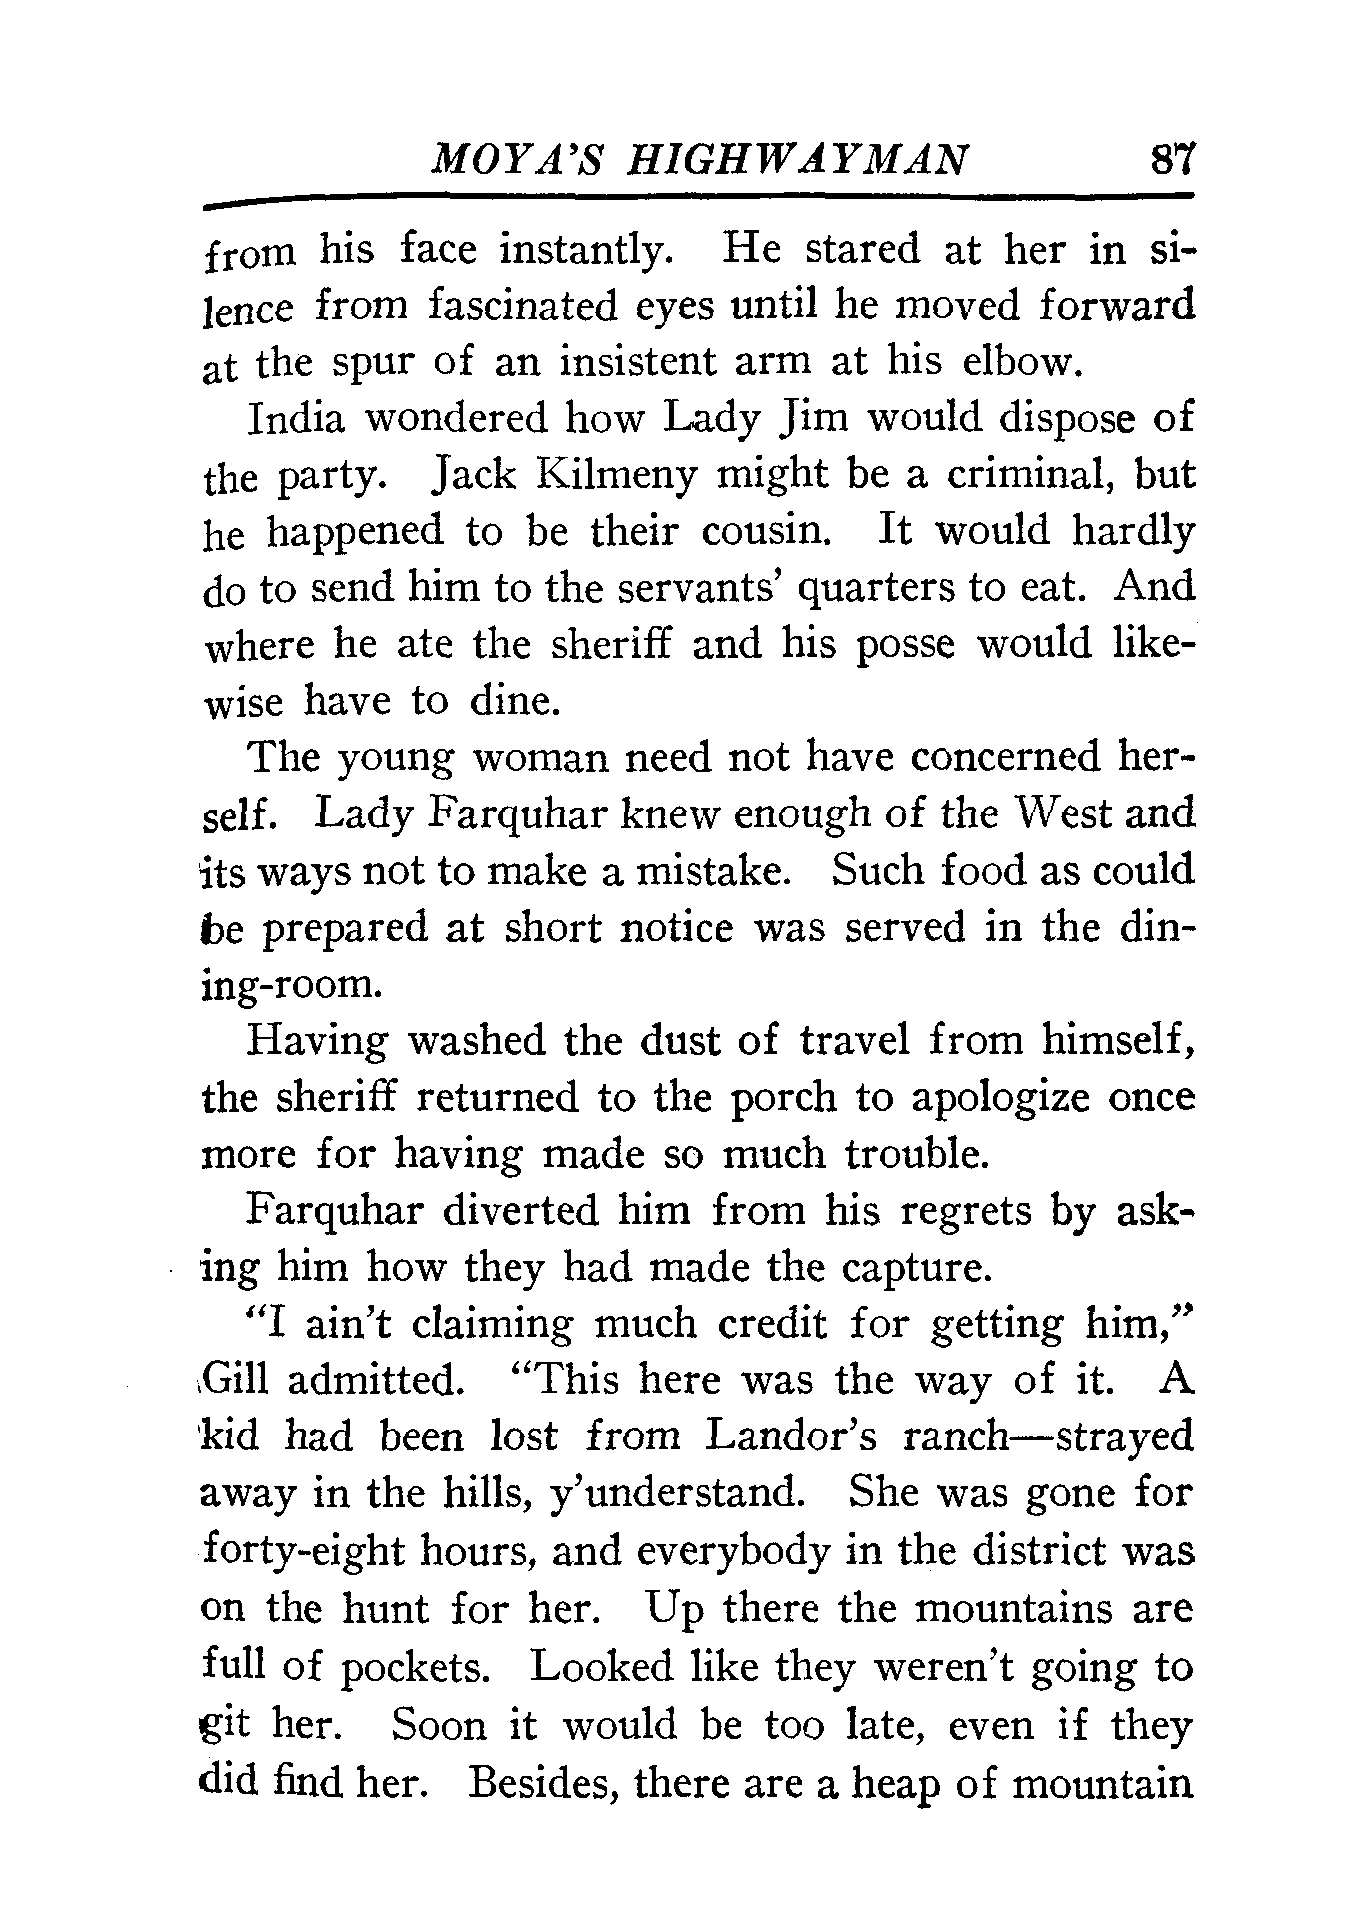 MOYA'S HIGHWAYMAN 87
from his face instantly. He stared at her in si-
lence from fascinated eyes until he moved forward
at the spur of an insistent arm at his elbow.
India wondered how Lady Jim would dispose of
the party. Jack Kilmeny might be a criminal, but
he happened to be their cousin. It would hardly
do to send him to the servants' quarters to eat. And
where he ate the sheriff and his posse would like-
wise have to dine.
The young woman need not have concerned her-
self. Lady Farquhar knew enough of the West and
its ways not to make a mistake. Such food as could
be prepared at short notice was served in the din-
ing-room.
Having washed the dust of travel from himself,
the sheriff returned to the porch to apologize once
more for having made so much trouble.
Farquhar diverted him from his regrets by ask-
ing him how they had made the capture.
"I ain't claiming much credit for getting him,"
Gill admitted. "This here was the way of it. A
kid had been lost from Landor's ranch—strayed
away in the hills, y'understand. She was gone for
forty-eight hours, and everybody in the district was
on the hunt for her. Up there the mountains are
full of pockets. Looked like they weren't going to
git her. Soon it would be too late, even if they
did find her. Besides, there are a heap of mountain